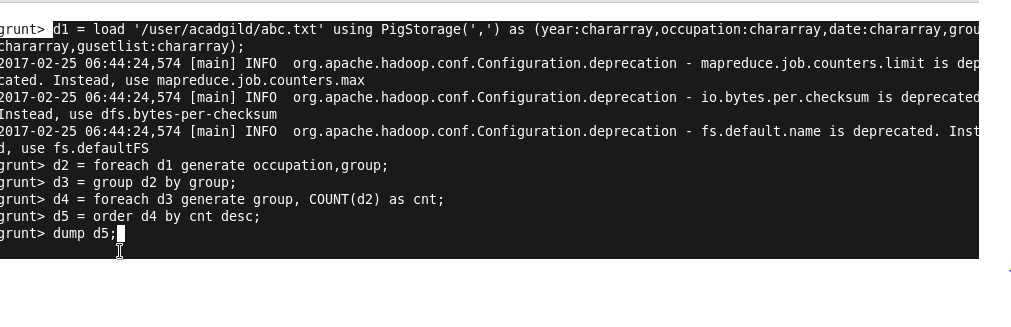 grunt> d1 = load '/user/acadgild/abc.txt' using PigStorage(',') as (year:chararray,occupation:chararray,date:chararray,grou
chararray,gusetlist:chararray);
2017-02-25 06:44:24,574 [main] INFO  org.apache.hadoop.conf.Configuration.deprecation - mapreduce.job.counters.limit is dep
cated. Instead, use mapreduce.job.counters.max
2017-02-25 06:44:24,574 [main] INFO  org.apache.hadoop.conf.Configuration.deprecation - io.bytes.per.checksum is deprecated
Instead, use dfs.bytes-per-checksum
2017-02-25 06:44:24,574 [main] INFO  org.apache.hadoop.conf.Configuration.deprecation - fs.default.name is deprecated. Inst
d, use fs.defaultFS
grunt> d2 = foreach d1 generate occupation,group;
grunt> d3 = group d2 by group;
grunt> d4 = foreach d3 generate group, COUNT(d2) as cnt;
grunt> d5 = order d4 by cnt desc;
grunt> dump d5;